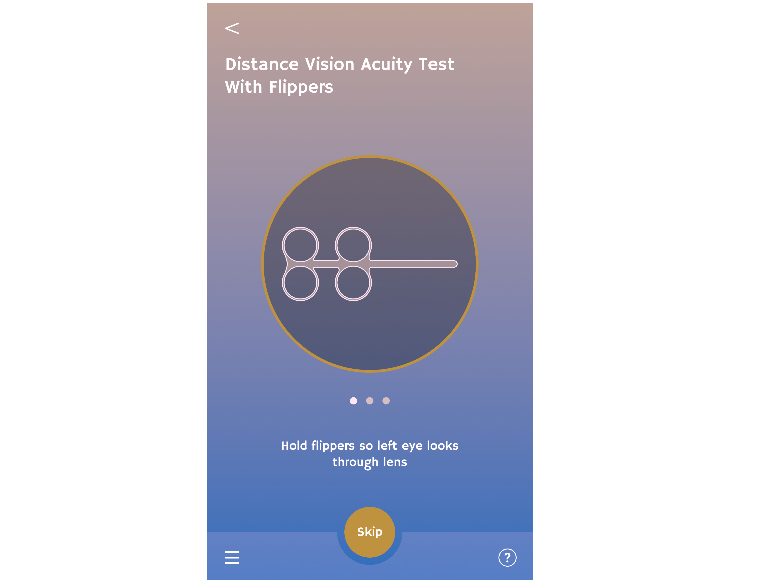 <
Distance Vision Acuity Test
With Flippers
Hold flippers so left eye looks
through lens
Skip
?